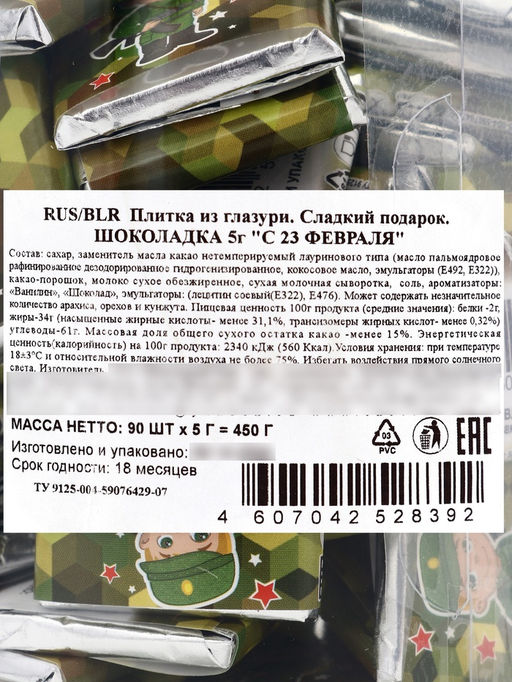 RUS/BLR Плитка из глазури. Сладкий подарок.
ШОКОЛАДКА 5г "С 23 ФЕВРАЛЯ"
Состав: сахар, заменитель масла какао нетемперируемый лауринового типа (масло пальмоядровое
рафинированное дезодорированное гидрогенизированное, кокосовое масло, эмульгаторы (Е492, Е322)),
какао-порошок, молоко сухое обезжиренное, сухая молочная сыворотка, соль, ароматизаторы:
«Ванилин», «Шоколад», эмульгаторы: (лецитин соевый(Е322), Е476). Может содержать незначительное
количество арахиса, орехов и кунжута. Пищевая ценность 100г продукта (средние значения): белки -2г,
жиры-34г (насыщенные жирные кислоты- менее 31,1%, трансизомеры жирных кислот- менее 0,32%)
углеводы-61г. Массовая доля общего сухого остатка какао -менее 15%. Энергетическая
ценность(калорийность) на 100г продукта: 2340 кДж (560 Ккал).Условия хранения: при температуре
18±3°С и относительной влажности воздуха не более 75%. Избегать воздействия прямого солнечного
света. Изготовитель
МАССА НЕТТО: 90 ШТ х 5 Г = 450 Г
Изготовлено и упаковано:
Срок годности: 18 месяцев
ТУ 9125-004-59076429-07
03
PVC
EAC
4 607042 528392